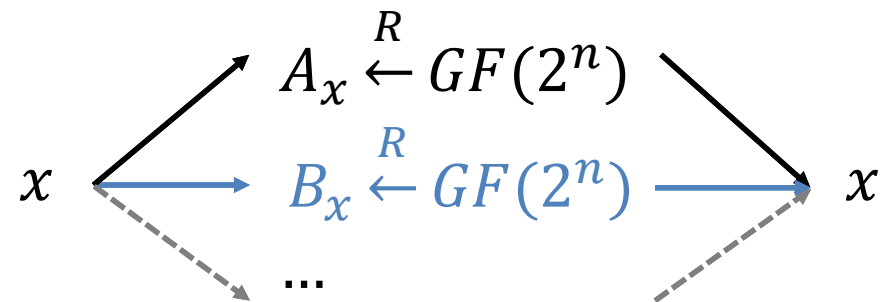 A_x ←^R GF(2^n)
x B_x ←^R GF(2^n) x
...